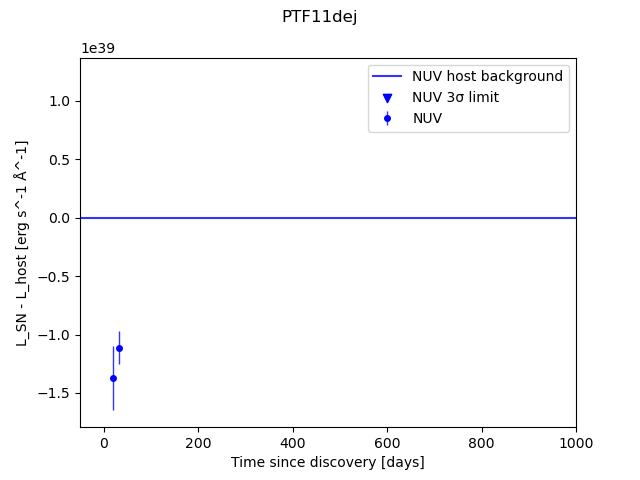 PTF11dej
1e39
NUV host background
NUV 3σ limit
NUV
1.0
0.5
0.0
−0.5
−1.0
−1.5
L_SN - L_host [erg s^-1 Å^-1]
0 200 400 600 800 1000
Time since discovery [days]